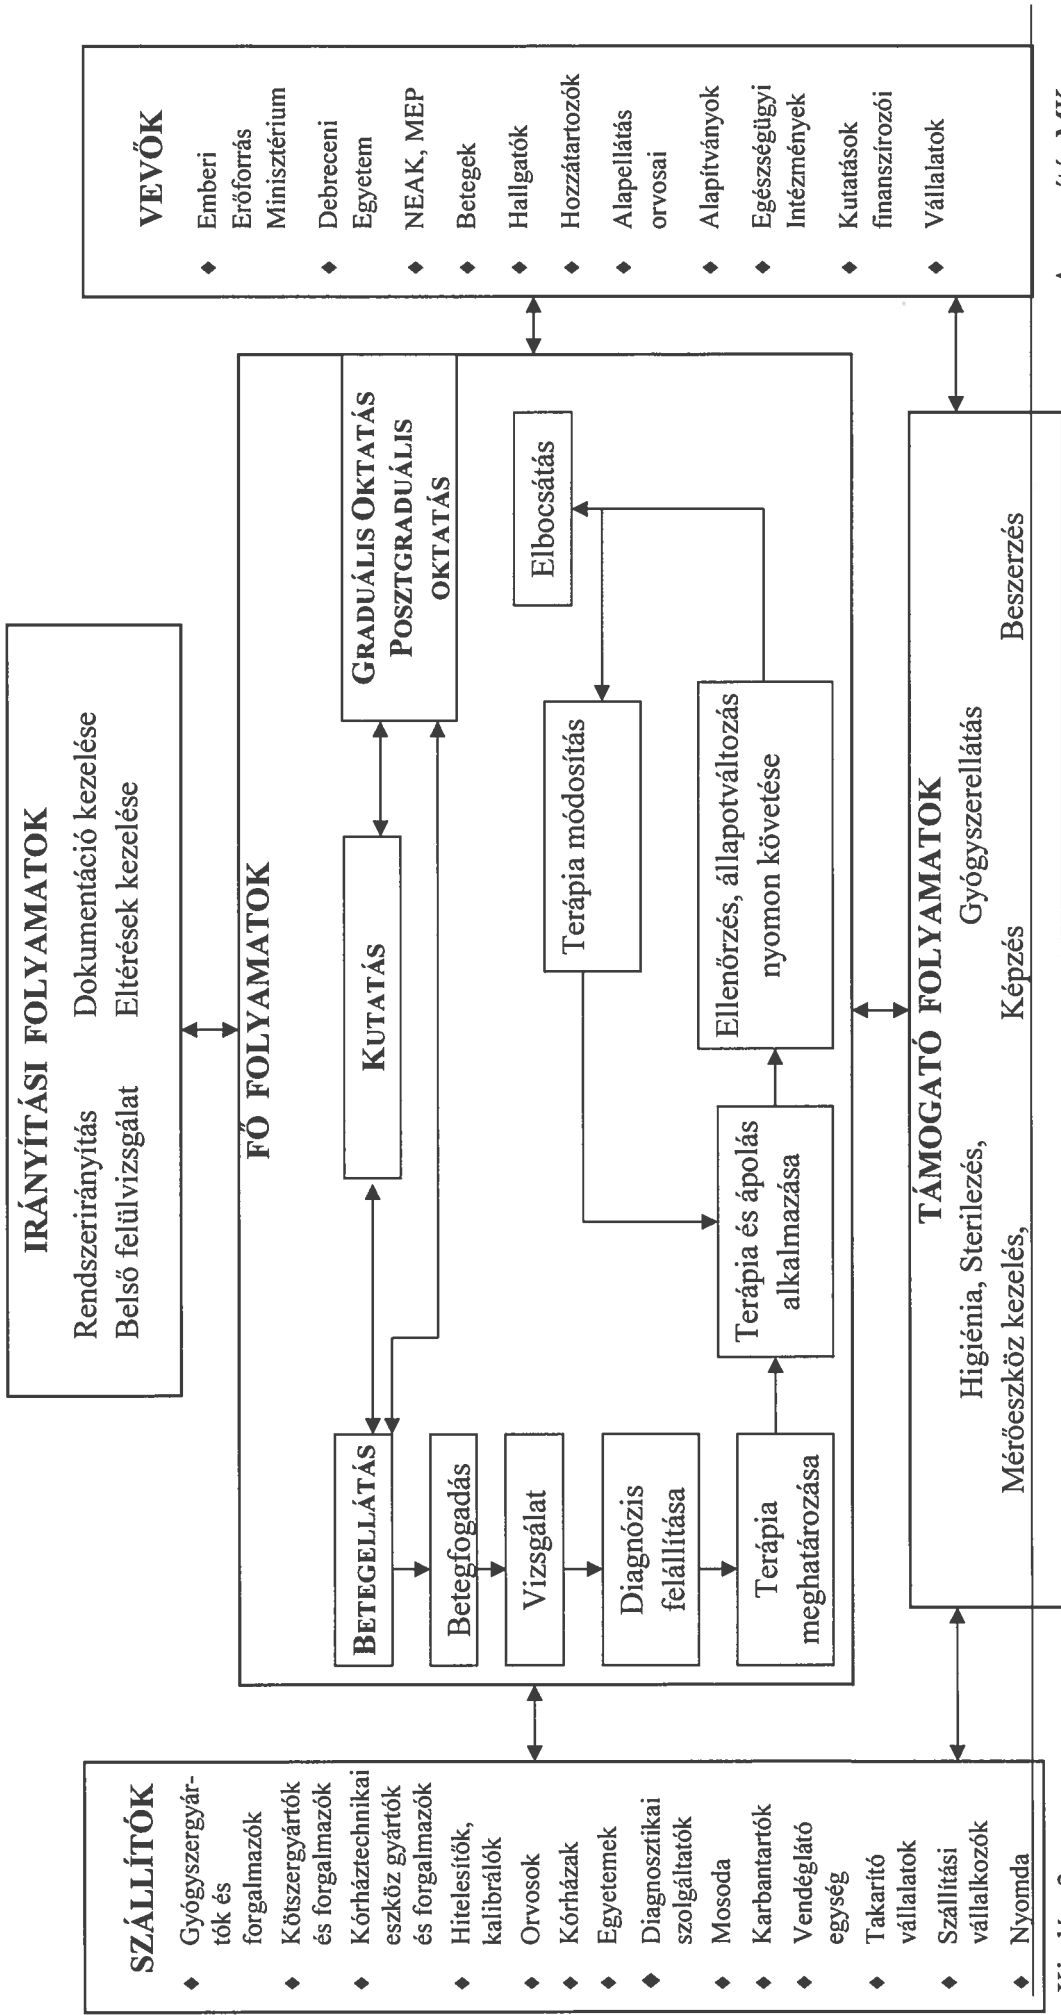 IRÁNYÍTÁSI FOLYAMATOK
Rendszerirányítás Dokumentáció kezelése
Belső felülvizsgálat Eltérések kezelése
SZÁLLÍTÓK
♦ Gyógyszergyár-
tók és
forgalmazók
♦ Kötszergyártók
és forgalmazók
♦ Kórháztechnikai
eszköz gyártók
és forgalmazók
♦ Hitelesítők,
kalibrálók
♦ Orvosok
♦ Kórházak
♦ Egyetemek
♦ Diagnosztikai
szolgáltatók
♦ Mosoda
♦ Karbantartók
♦ Vendéglátó
egység
♦ Takarító
vállalatok
♦ Szállítási
vállalkozók
♦ Nyomda
FŐ FOLYAMATOK
BETEGELLÁTÁS
KUTATÁS
GRADUÁLIS OKTATÁS
POSZTGRADUÁLIS
OKTATÁS
Betegfogadás
Vizsgálat
Diagnózis
felállítása
Terápia
meghatározása
Terápia és ápolás
alkalmazása
Ellenőrzés, állapotváltozás
nyomon követése
Terápia módosítás
Elbocsátás
VEVŐK
♦ Emberi
Erőforrás
Minisztérium
♦ Debreceni
Egyetem
♦ NEAK, MEP
♦ Betegek
♦ Hallgatók
♦ Hozzátartozók
♦ Alapellátás
orvosai
♦ Alapítványok
♦ Egészségügyi
Intézmények
♦ Kutatások
finanszírozói
♦ Vállalatok
TÁMOGATÓ FOLYAMATOK
Higiénia, Sterilezés, Gyógyszerellátás
Mérőeszköz kezelés, Képzés Beszerzés